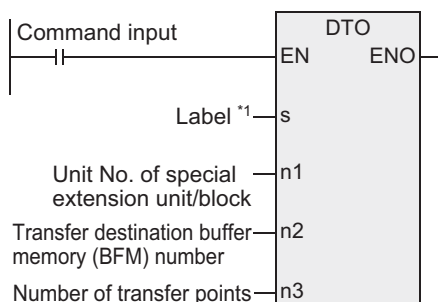 Command input
DTO
EN ENO
Label *1 s
Unit No. of special
extension unit/block
n1
Transfer destination buffer
memory (BFM) number
n2
Number of transfer points n3